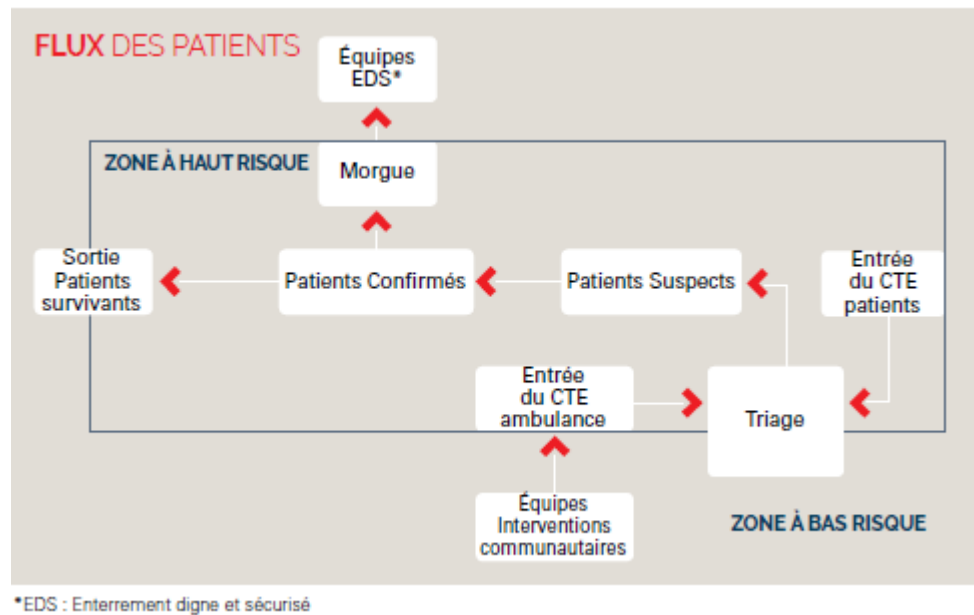 FLUX DES PATIENTS
Équipes
EDS*
ZONE À HAUT RISQUE
Morgue
Sortie
Patients
survivants
Patients Confirmés
Patients Suspects
Entrée
du CTE
patients
Entrée
du CTE
ambulance
Triage
Équipes
Interventions
communautaires
ZONE À BAS RISQUE
*EDS : Enterrement digne et sécurisé